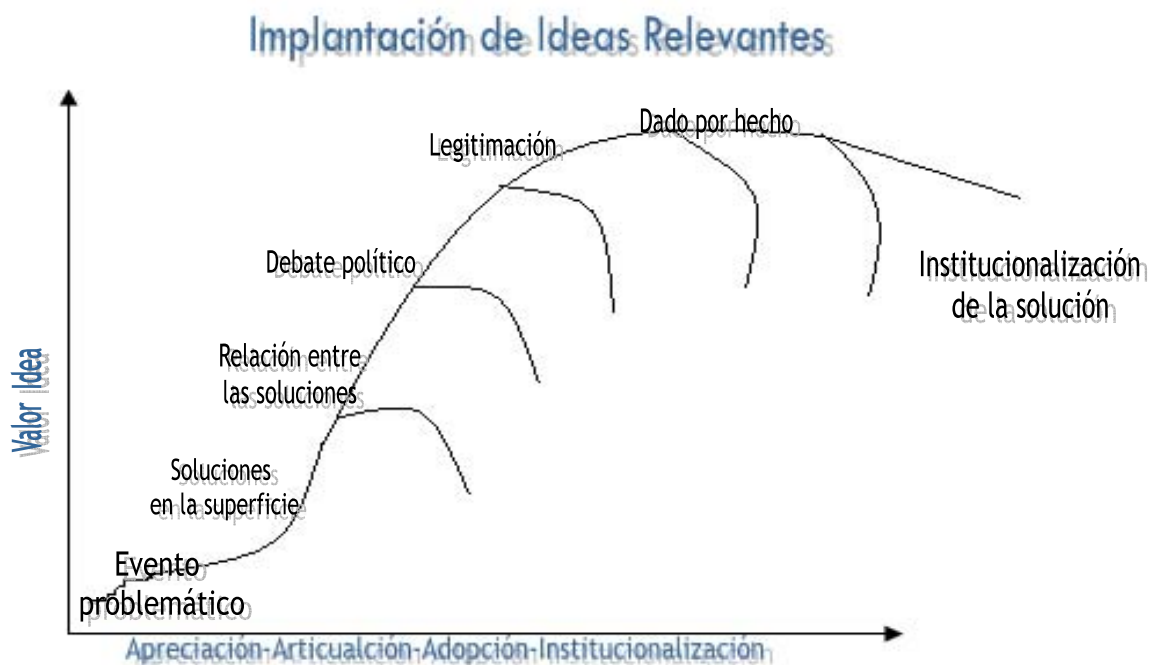 Implantación de Ideas Relevantes
Dado por hecho
Legitimación
Debate político
Institucionalización
de la solución
Relación entre
las soluciones
Valor Idea
Soluciones
en la superficie
Evento
problemático
Apreciación-Articualción-Adopción-Institucionalización